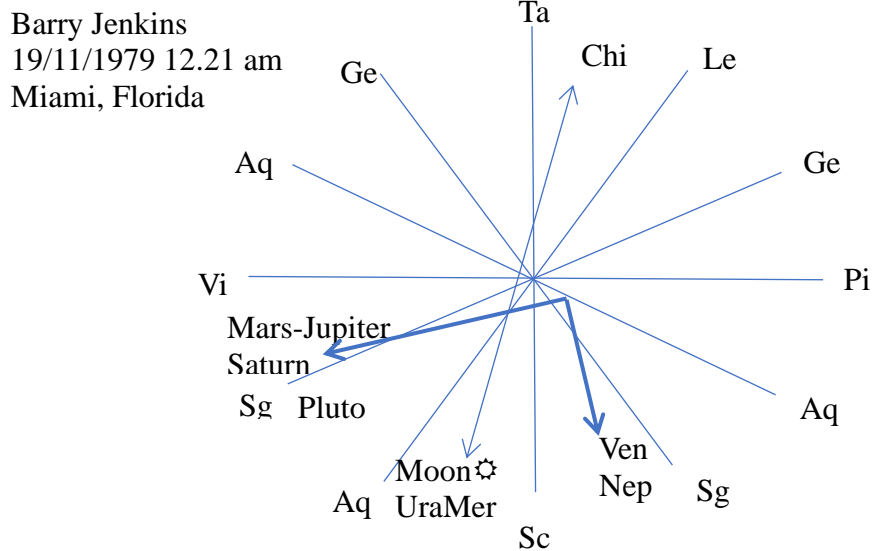 Barry Jenkins
19/11/1979 12.21 am
Miami, Florida
Ta
Chi
Le
Ge
Aq
Ge
Vi
Pi
Mars-Jupiter
Saturn
Sg Pluto
Aq
Moon☼
UraMer
Aq
Ven
Nep
Sg
Sc